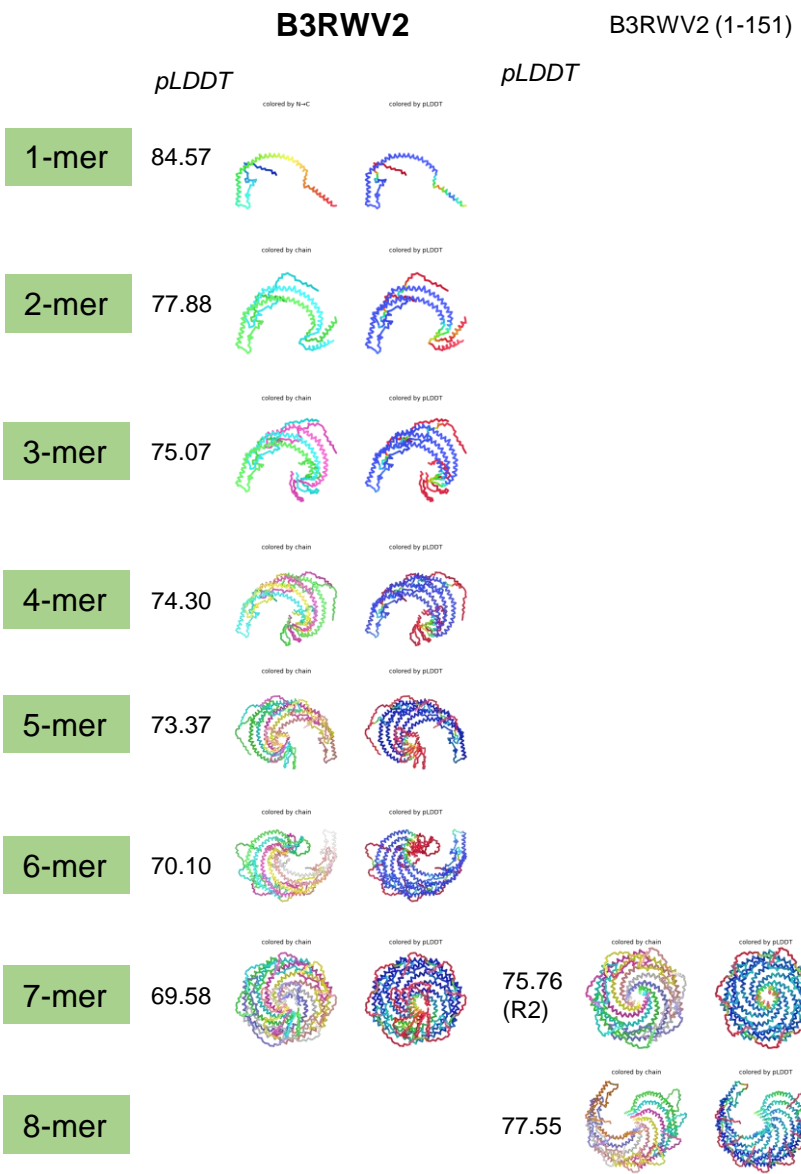 B3RWV2 B3RWV2 (1-151)
pLDDT pLDDT
colored by N→C colored by pLDDT
1-mer 84.57
colored by chain colored by pLDDT
2-mer 77.88
colored by chain colored by pLDDT
3-mer 75.07
colored by chain colored by pLDDT
4-mer 74.30
colored by chain colored by pLDDT
5-mer 73.37
colored by chain colored by pLDDT
6-mer 70.10
colored by chain colored by pLDDT colored by chain colored by pLDDT
7-mer 69.58 75.76
(R2)
colored by chain colored by pLDDT
8-mer 77.55